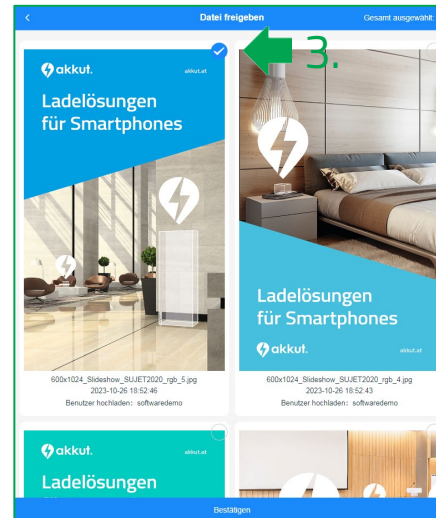 Datei freigeben
Gesamt ausgewählt:
3.
akkut.
akkut.at
Ladelösungen
für Smartphones
600x1024_Slideshow_SUJET2020_rgb_5.jpg
2023-10-26 18:52:46
Benutzer hochladen: softwaredemo
Ladelösungen
für Smartphones
akkut.
akkut.at
600x1024_Slideshow_SUJET2020_rgb_4.jpg
2023-10-26 18:52:43
Benutzer hochladen: softwaredemo
akkut.
akkut.at
Ladelösungen
Bestätigen